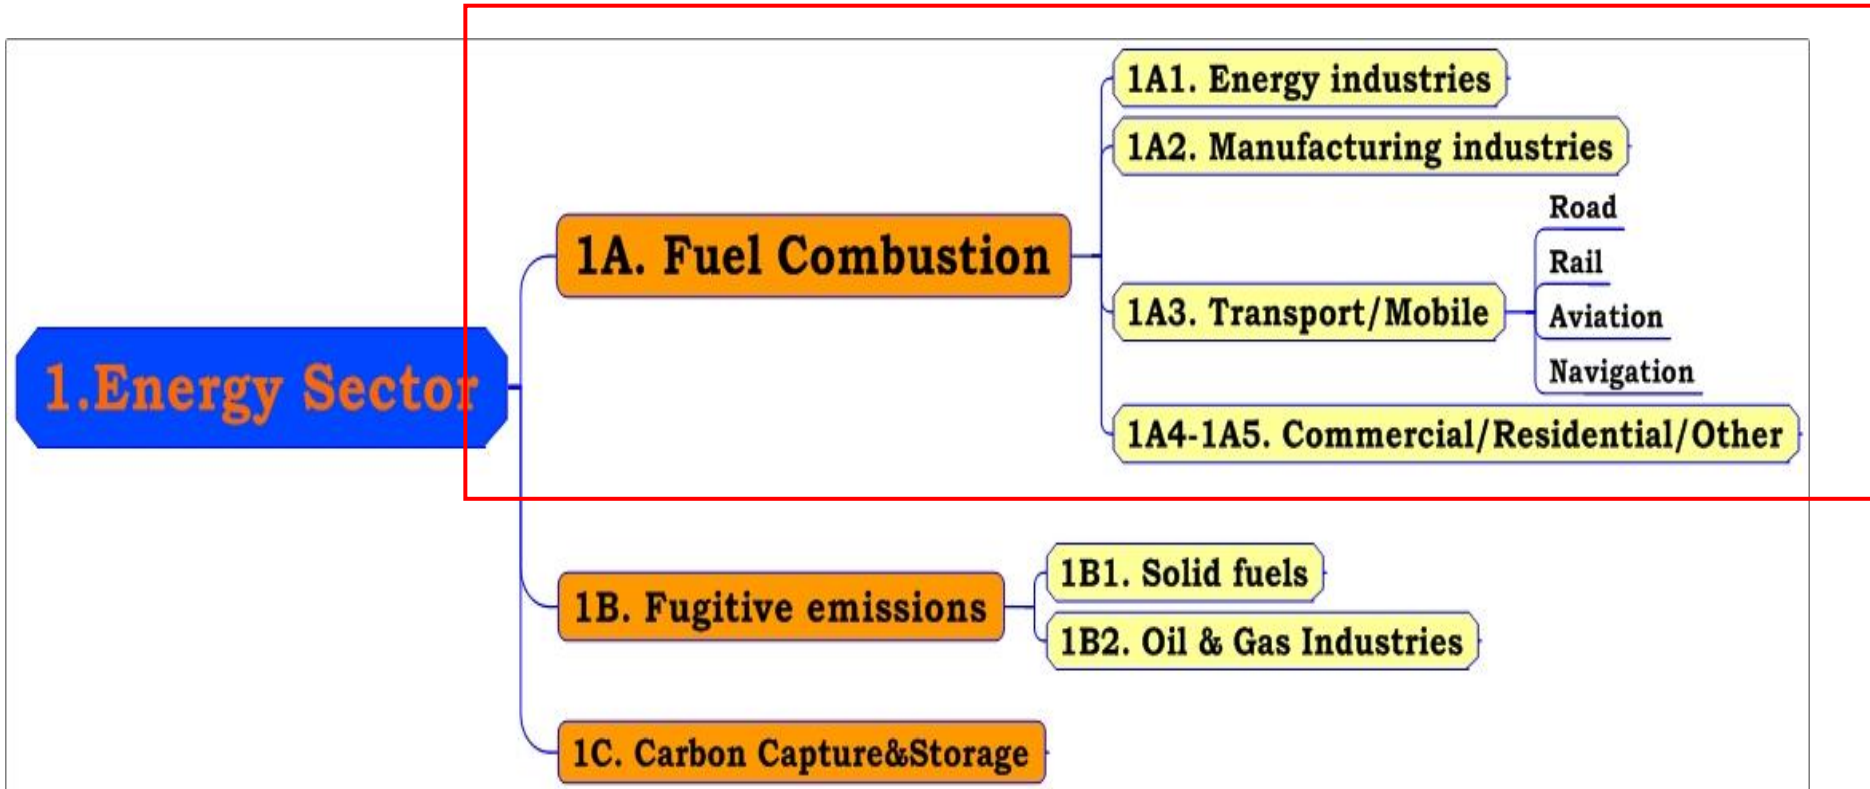 1.Energy Sector
1A. Fuel Combustion
1A1. Energy industries
1A2. Manufacturing industries
1A3. Transport/Mobile
Road
Rail
Aviation
Navigation
1A4-1A5. Commercial/Residential/Other
1B. Fugitive emissions
1B1. Solid fuels
1B2. Oil & Gas Industries
1C. Carbon Capture&Storage